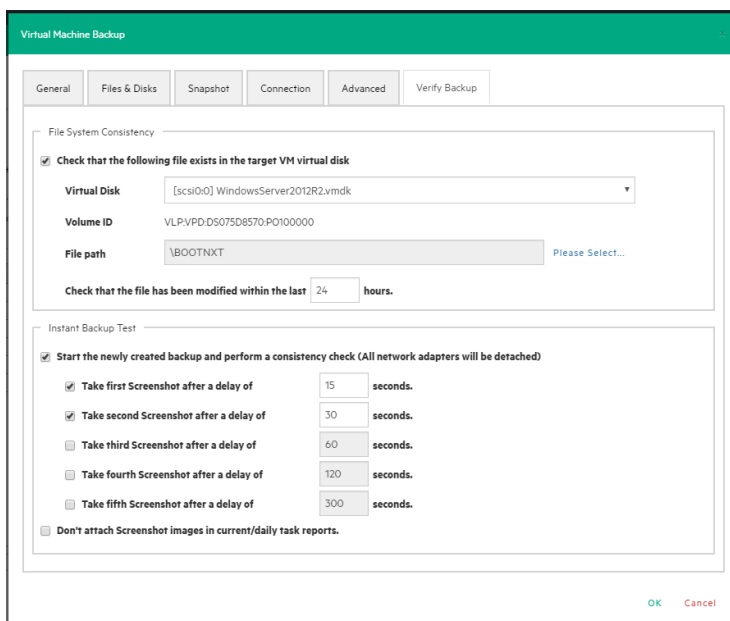 Virtual Machine Backup
General Files & Disks Snapshot Connection Advanced Verify Backup
File System Consistency
Check that the following file exists in the target VM virtual disk
Virtual Disk [scsi0:0] WindowsServer2012R2.vmdk
Volume ID VLP:VPD:DS075D8570:PO100000
File path \BOOTNXT Please Select...
Check that the file has been modified within the last 24 hours.
Instant Backup Test
Start the newly created backup and perform a consistency check (All network adapters will be detached)
Take first Screenshot after a delay of 15 seconds.
Take second Screenshot after a delay of 30 seconds.
Take third Screenshot after a delay of 60 seconds.
Take fourth Screenshot after a delay of 120 seconds.
Take fifth Screenshot after a delay of 300 seconds.
Don't attach Screenshot images in current/daily task reports.
OK Cancel